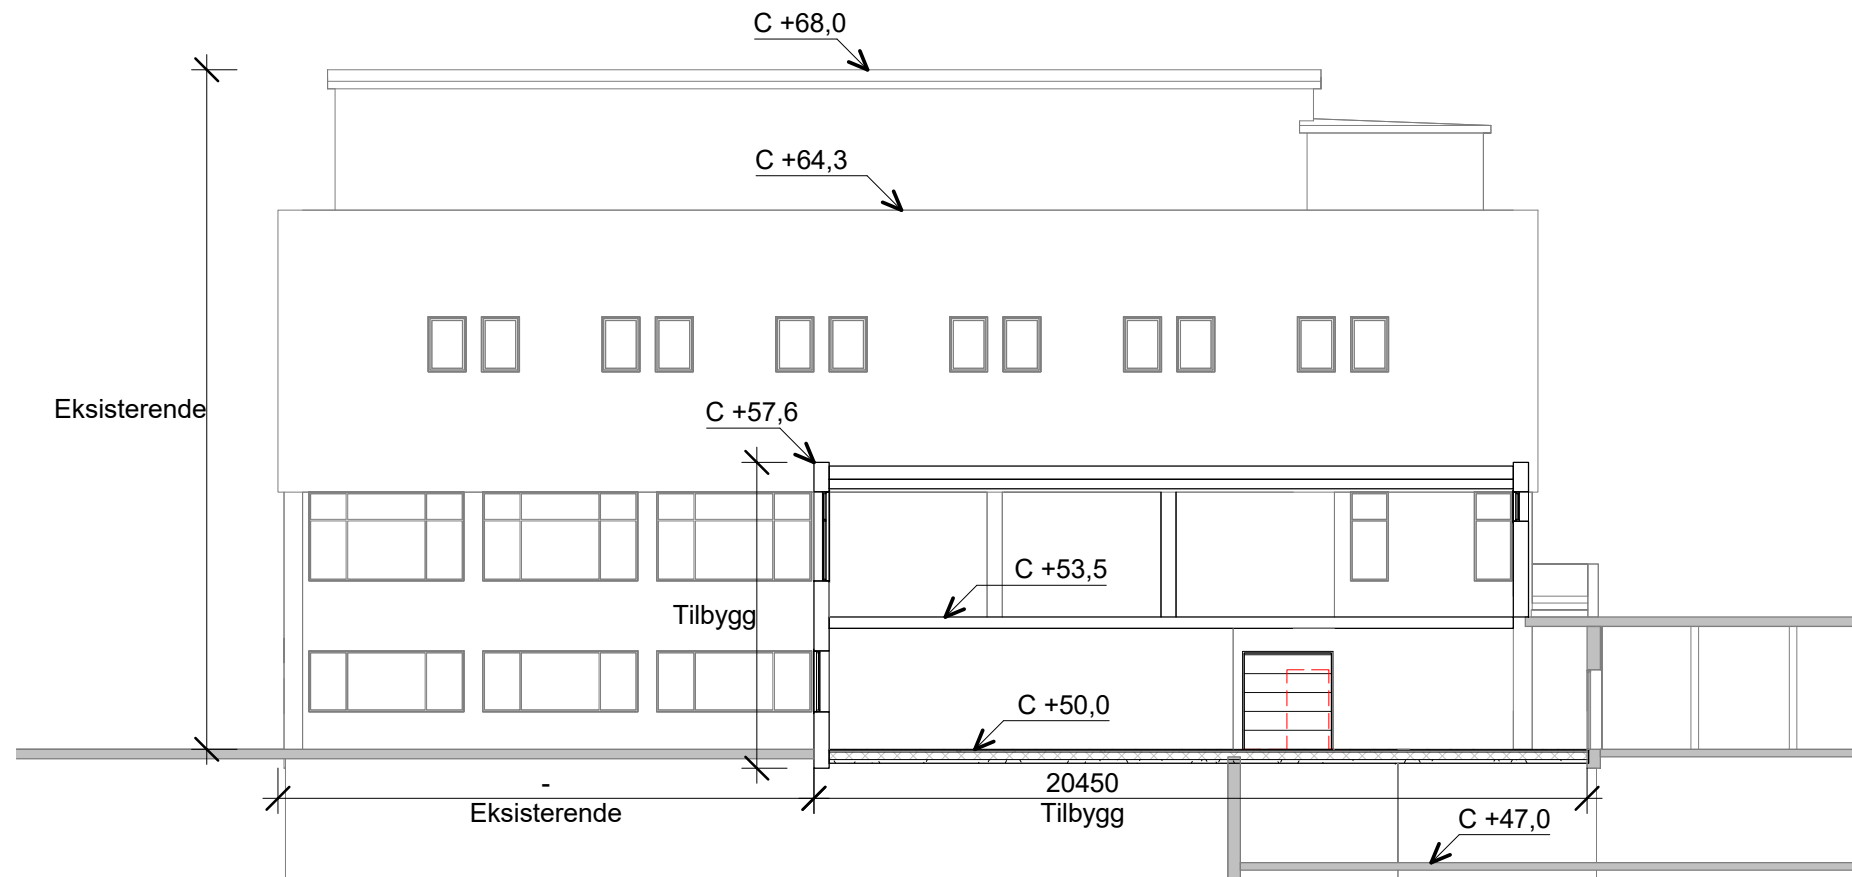 C +68,0
C +64,3
Eksisterende
C +57,6
C +53,5
Tilbygg
C +50,0
-
Eksisterende
20450
Tilbygg
C +47,0